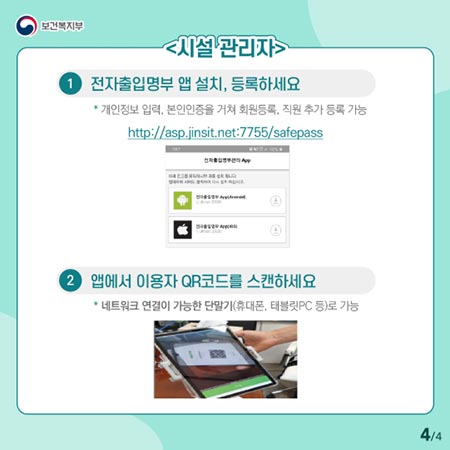 보건복지부
<시설 관리자>
1 전자출입명부 앱 설치, 등록하세요
* 개인정보 입력, 본인인증을 거쳐 회원등록, 직원 추가 등록 가능
http://asp.jinsit.net:7755/safepass
전자출입명부관리 App
전자출입명부 App(Android)
전자출입명부 App(iOS)
2 앱에서 이용자 QR코드를 스캔하세요
* 네트워크 연결이 가능한 단말기(휴대폰, 태블릿PC 등)로 가능
4/4